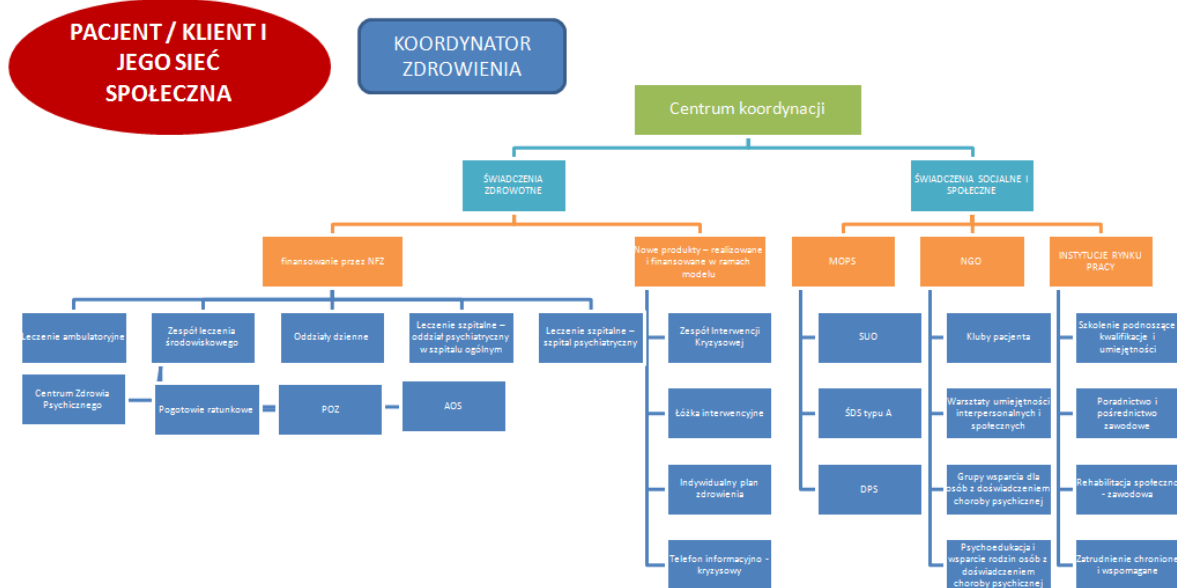 PACJENT / KLIENT I
JEGO SIEĆ
SPOŁECZNA
KOORDYNATOR
ZDROWIENIA
Centrum koordynacji
ŚWIADCZENIA
ZDROWOTNE
ŚWIADCZENIA SOCJALNE I
SPOŁECZNE
finansowanie przez NFZ
Nowe produkty – realizowane
i finansowane w ramach
modelu
MOPS
NGO
INSTYTUCJE RYNKU
PRACY
Leczenie ambulatoryjne
Zespół leczenia
środowiskowego
Oddziały dzienne
Leczenie szpitalne –
oddział psychiatryczny
w szpitalu ogólnym
Leczenie szpitalne –
szpital psychiatryczny
Centrum Zdrowia
Psychicznego
Pogotowie ratunkowe
POZ
AOS
Zespół Interwencji
Kryzysowej
Łóżka interwencyjne
Indywidualny plan
zdrowienia
Telefon informacyjno -
kryzysowy
SUO
ŚDS typu A
DPS
Kluby pacjenta
Warsztaty umiejętności
interpersonalnych i
społecznych
Grupy wsparcia dla
osób z doświadczeniem
choroby psychicznej
Psychoedukacja i
wsparcie rodzin osób z
doświadczeniem
choroby psychicznej
Szkolenie podnoszące
kwalifikacje i
umiejętności
Poradnictwo i
pośrednictwo
zawodowe
Rehabilitacja społeczno
- zawodowa
Zatrudnienie chronione
i wspomagane